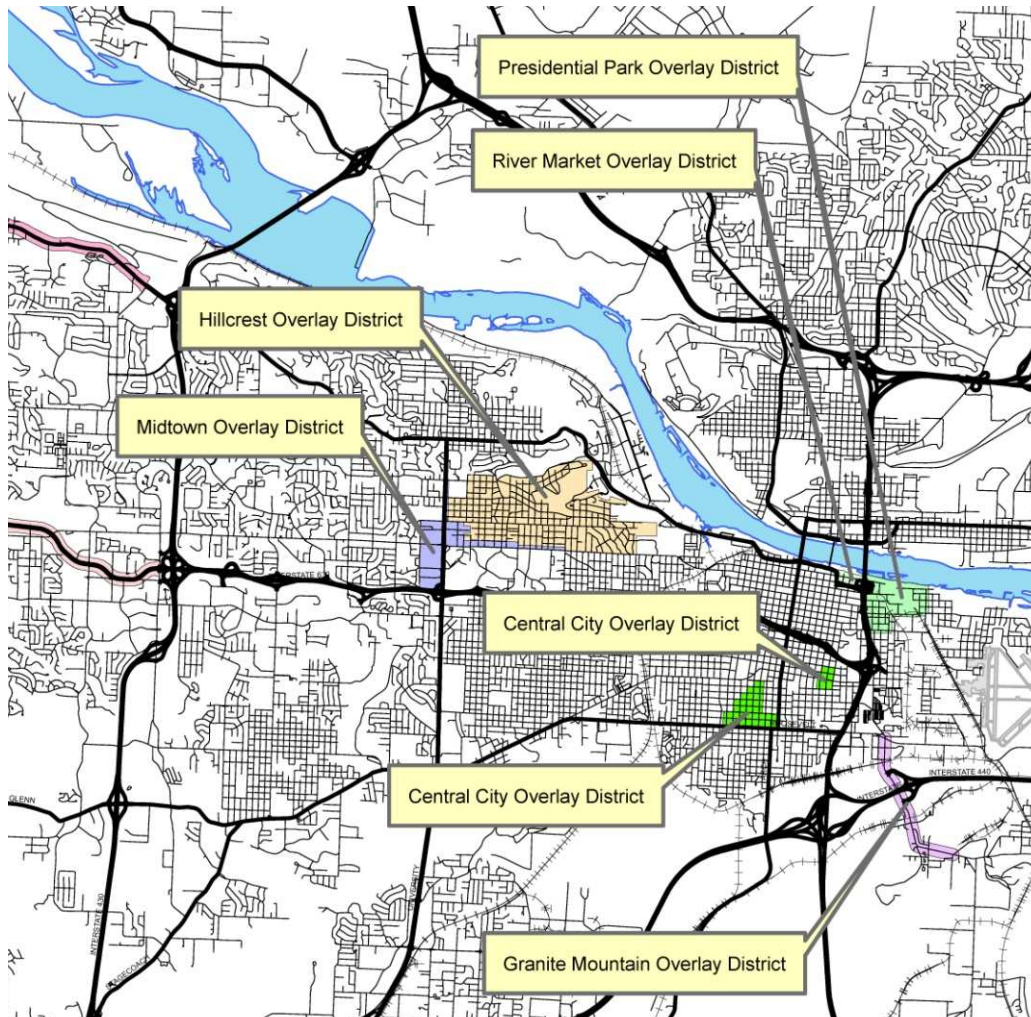 Presidential Park Overlay District
River Market Overlay District
Hillcrest Overlay District
Midtown Overlay District
INTERSTATE 630
Central City Overlay District
Central City Overlay District
INTERSTATE 440
GLENN
UNIVERSITY
INTERSTATE 430
STAGECOACH
Granite Mountain Overlay District